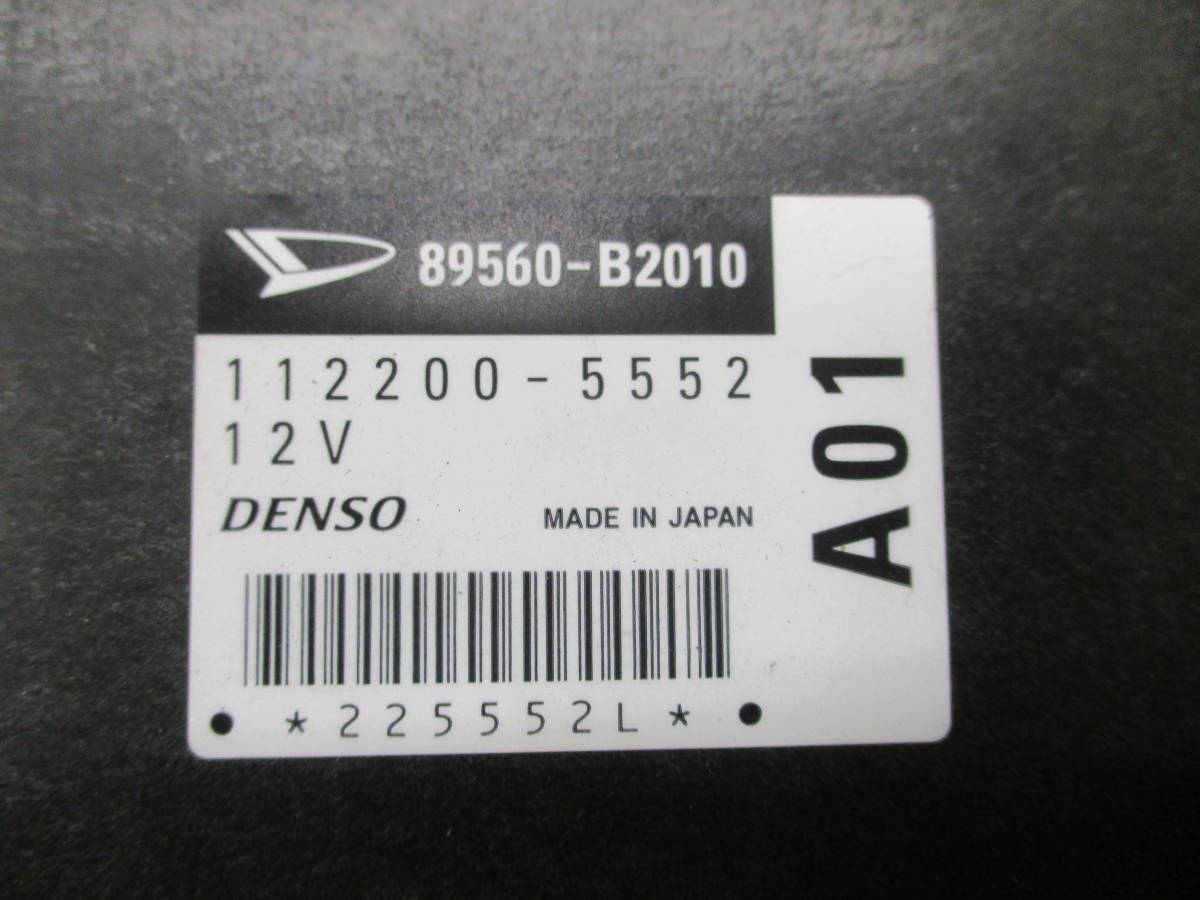 89560-B2010
112200-5552
12V
DENSO MADE IN JAPAN
A01
*225552L*